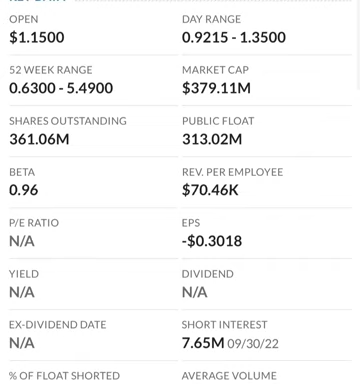 OPEN
DAY RANGE
$1.1500
0.9215 - 1.3500
52 WEEK RANGE
MARKET CAP
0.6300 - 5.4900
$379.11M
SHARES OUTSTANDING
PUBLIC FLOAT
361.06M
313.02M
BETA
REV. PER EMPLOYEE
0.96
$70.46K
P/E RATIO
EPS
N/A
-$0.3018
YIELD
DIVIDEND
N/A
N/A
EX-DIVIDEND DATE
SHORT INTEREST
N/A
7.65M 09/30/22
% OF FLOAT SHORTED
AVERAGE VOLUME